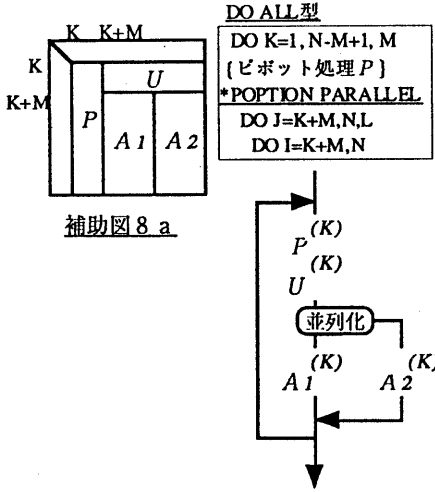 K K+M
K
K+M
U
P
A1 A2
補助図8 a
DO ALL型
DO K=1, N-M+1, M
{ピボット処理P}
*POPTION PARALLEL
DO J=K+M,N,L
DO I=K+M,N
P(K)
U(K)
並列化
A1(K) A2(K)